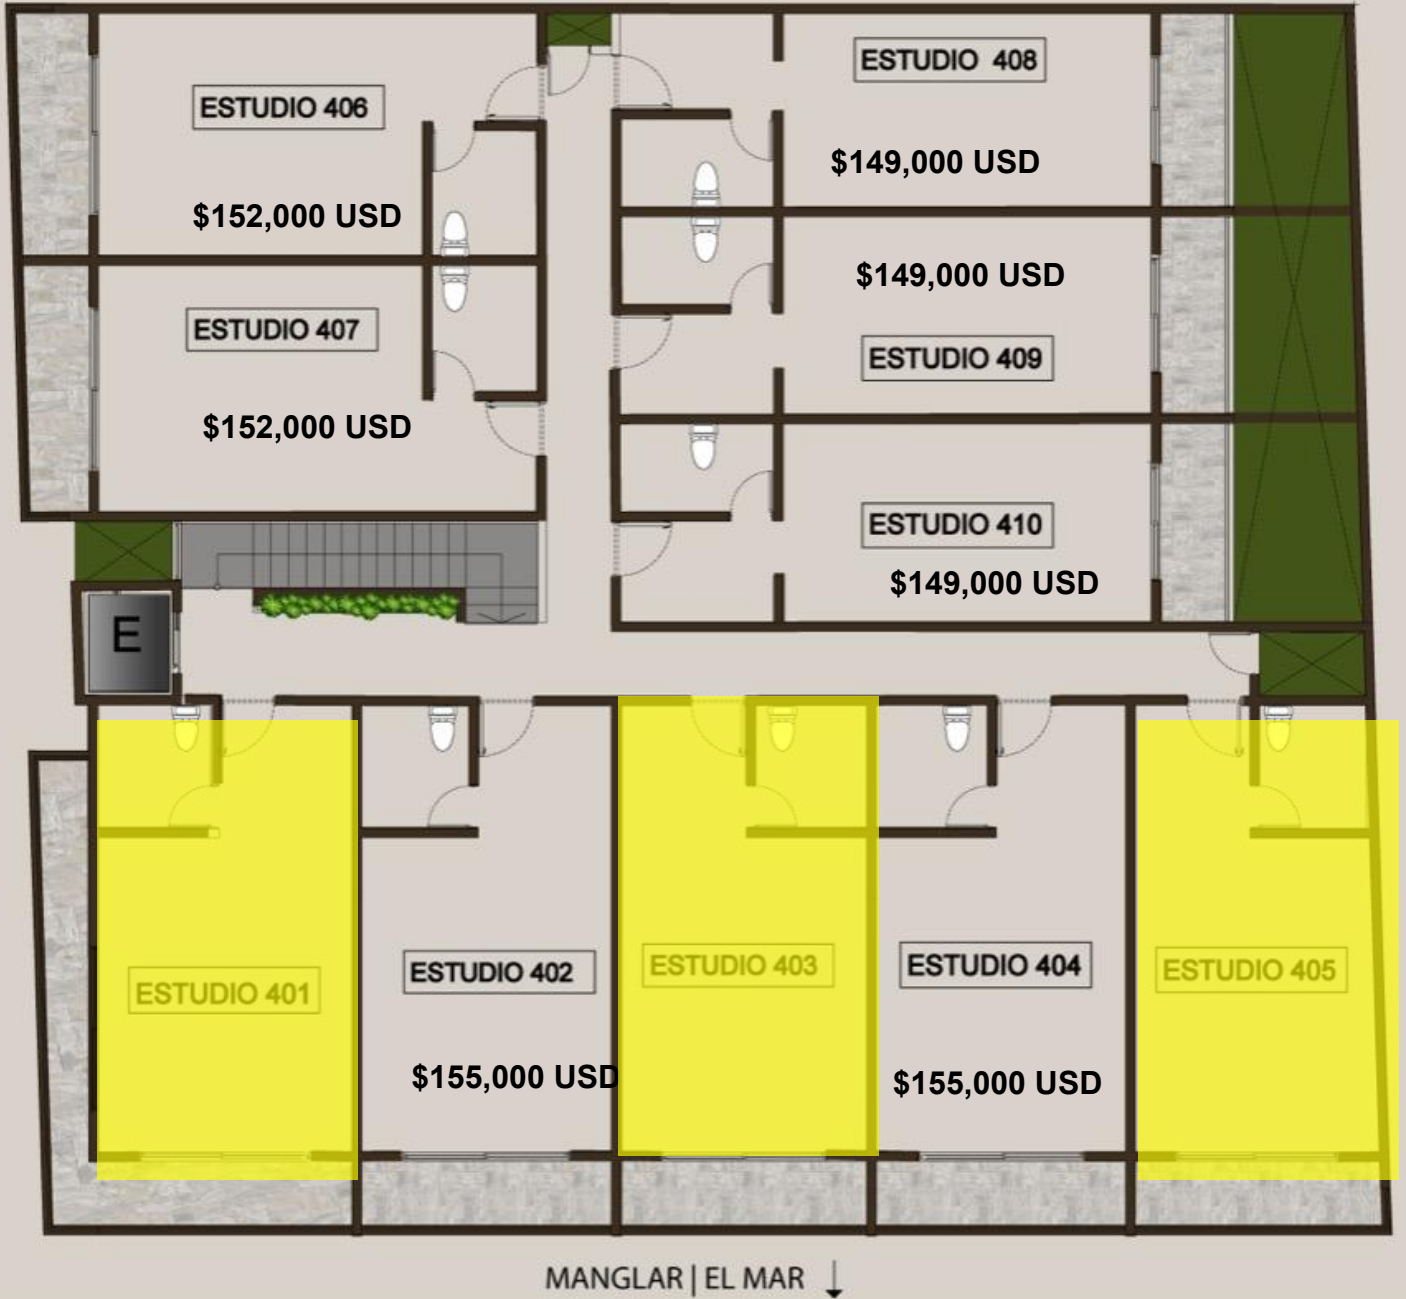 ESTUDIO 406
$152,000 USD
ESTUDIO 408
$149,000 USD
$149,000 USD
ESTUDIO 409
ESTUDIO 407
$152,000 USD
ESTUDIO 410
$149,000 USD
E
ESTUDIO 401
ESTUDIO 402
$155,000 USD
ESTUDIO 403
ESTUDIO 404
$155,000 USD
ESTUDIO 405
MANGLAR | EL MAR ↓